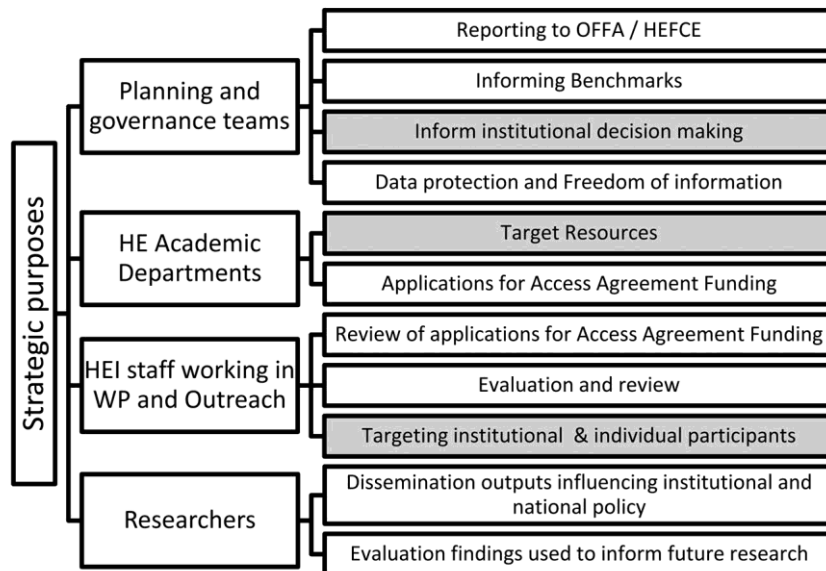 Strategic purposes
Planning and
governance teams
Reporting to OFFA / HEFCE
Informing Benchmarks
Inform institutional decision making
Data protection and Freedom of information
HE Academic
Departments
Target Resources
Applications for Access Agreement Funding
HEI staff working in
WP and Outreach
Review of applications for Access Agreement Funding
Evaluation and review
Targeting institutional & individual participants
Researchers
Dissemination outputs influencing institutional and
national policy
Evaluation findings used to inform future research